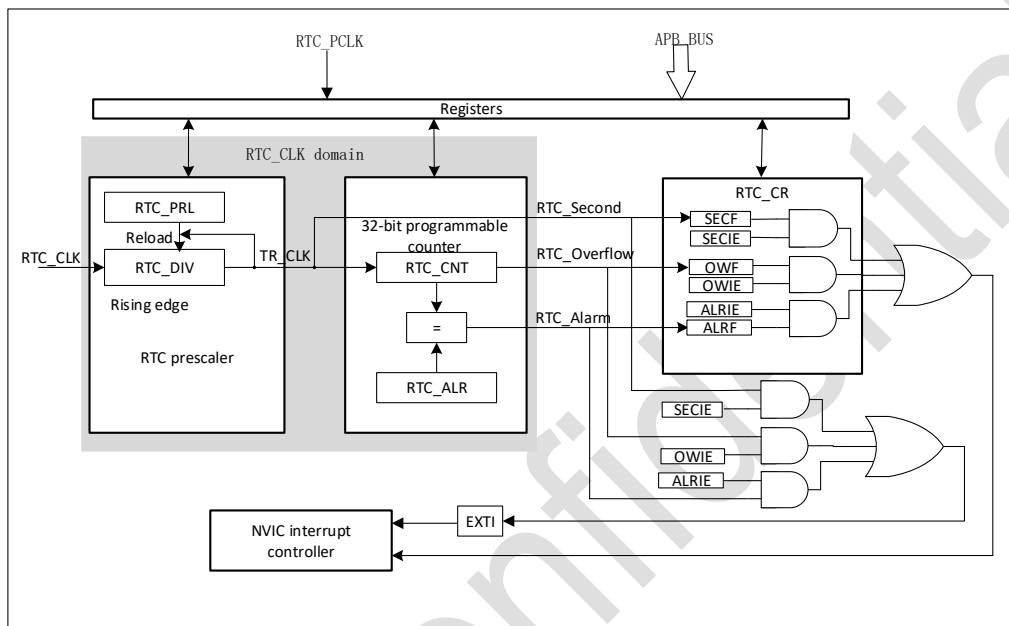 RTC_PCLK
APB_BUS
Registers
RTC_CLK domain
RTC_PRL
Reload
RTC_CLK
RTC_DIV
TR_CLK
Rising edge
RTC prescaler
32-bit programmable
counter
RTC_CNT
=
RTC_ALR
RTC_Second
RTC_Overflow
RTC_Alarm
RTC_CR
SECF
SECIE
OWF
OWIE
ALRIE
ALRF
SECIE
OWIE
ALRIE
EXTI
NVIC interrupt
controller